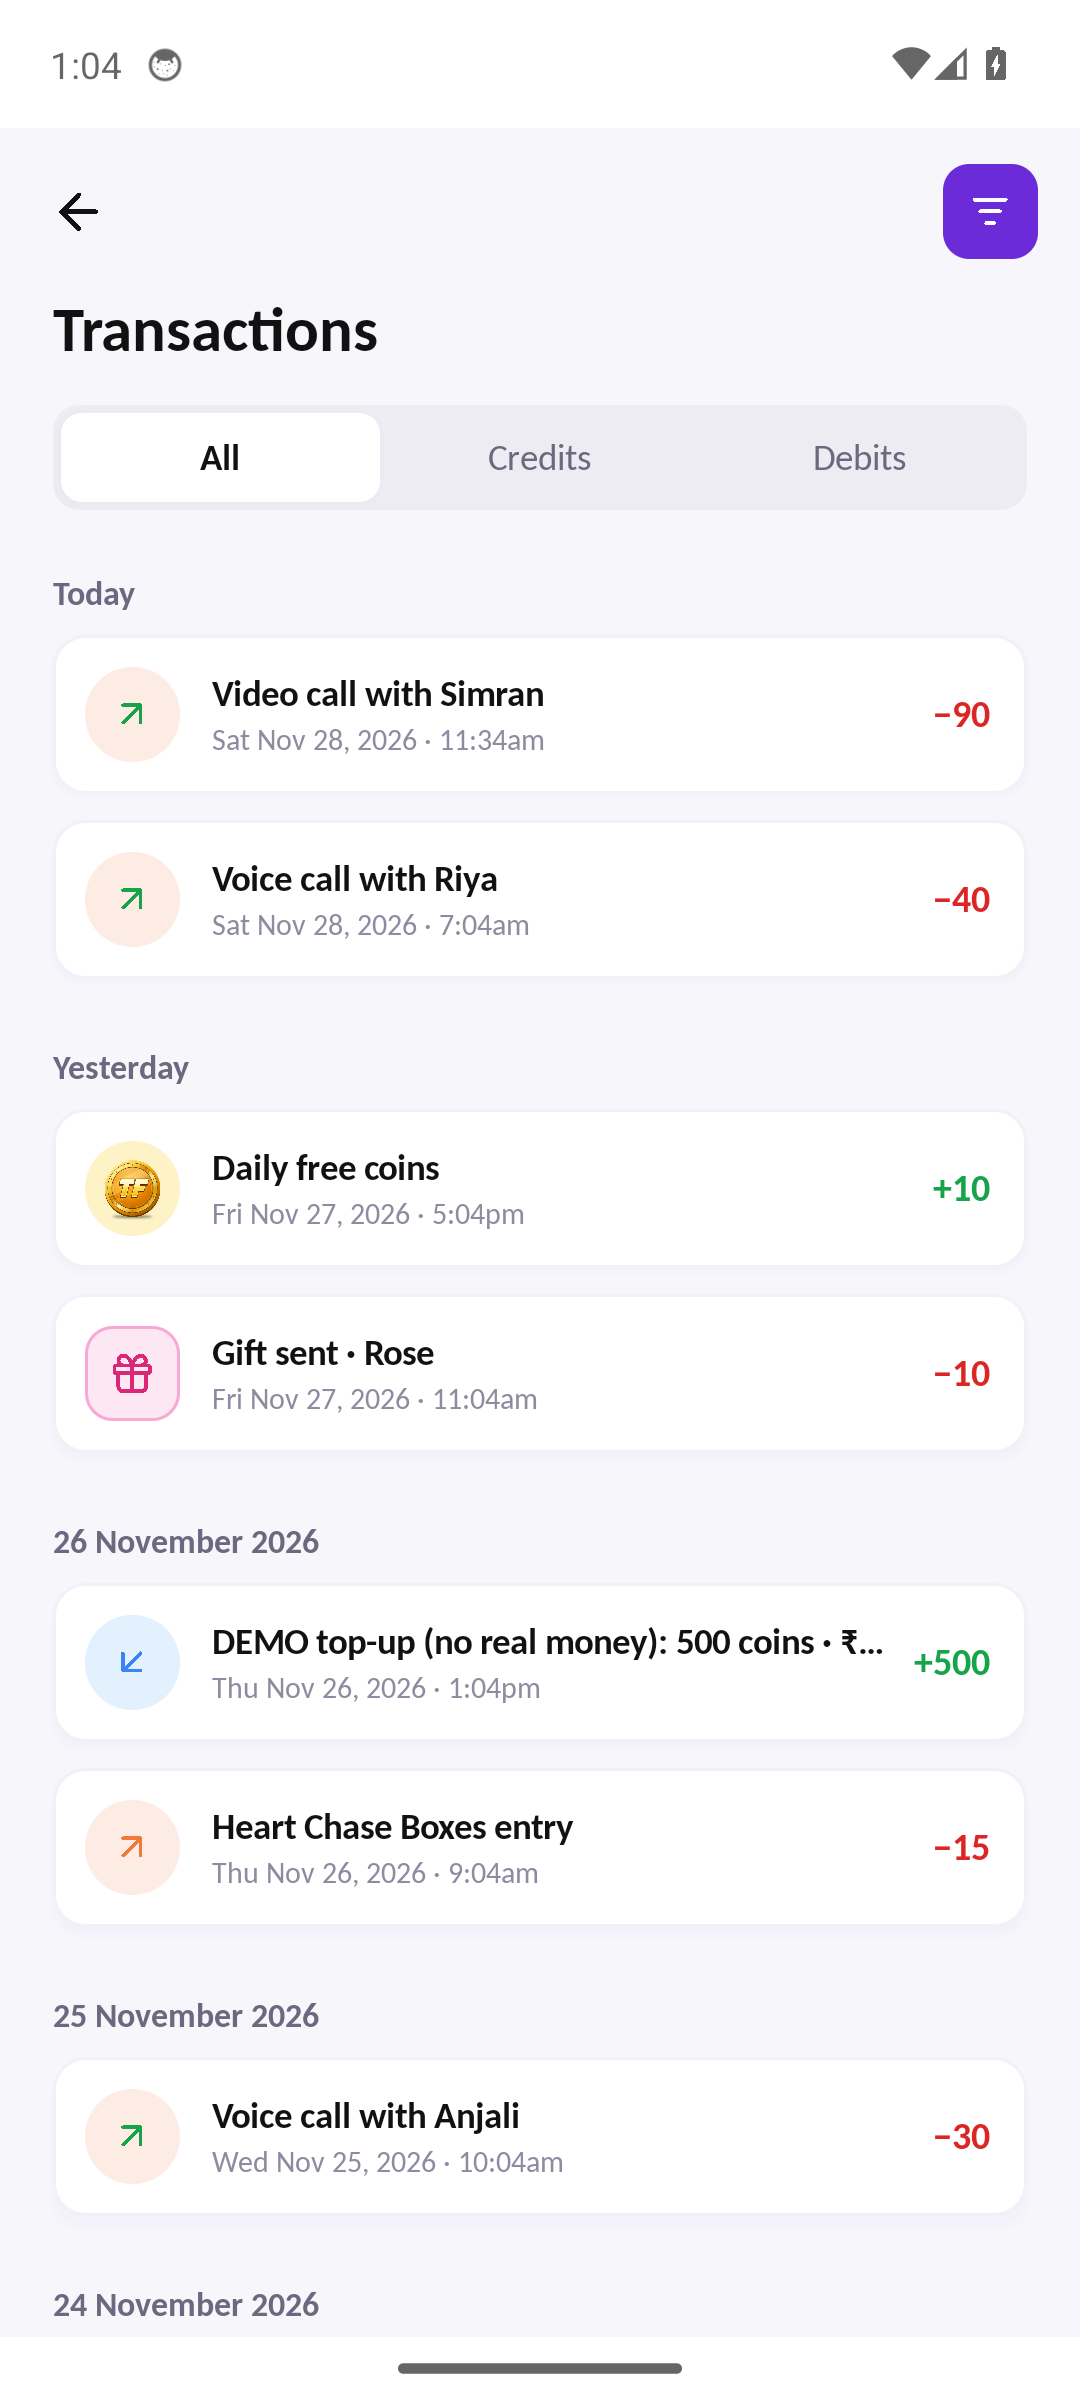 1:04
Transactions
All Credits Debits
Today
Video call with Simran
Sat Nov 28, 2026 · 11:34am
−90
Voice call with Riya
Sat Nov 28, 2026 · 7:04am
−40
Yesterday
TF
Daily free coins
Fri Nov 27, 2026 · 5:04pm
+10
Gift sent · Rose
Fri Nov 27, 2026 · 11:04am
−10
26 November 2026
DEMO top-up (no real money): 500 coins · ₹...
Thu Nov 26, 2026 · 1:04pm
+500
Heart Chase Boxes entry
Thu Nov 26, 2026 · 9:04am
−15
25 November 2026
Voice call with Anjali
Wed Nov 25, 2026 · 10:04am
−30
24 November 2026